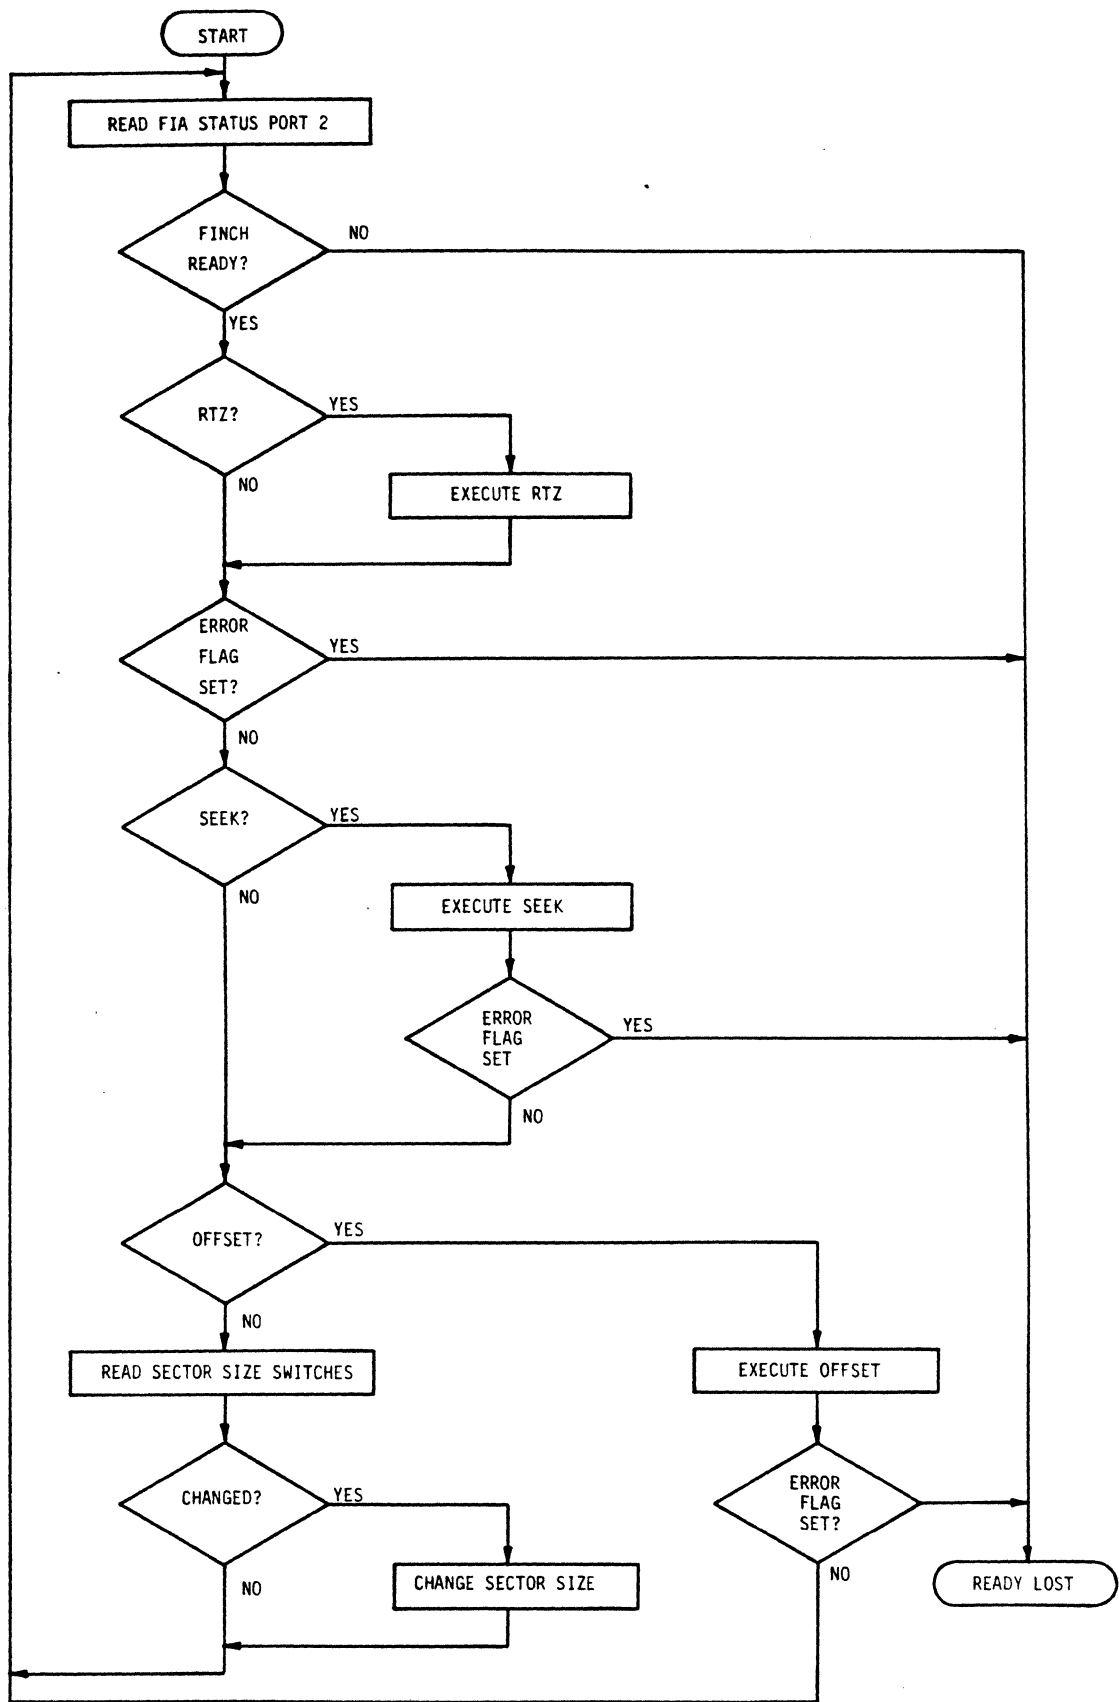 START
READ FIA STATUS PORT 2
FINCH
READY?
NO
YES
RTZ?
YES
NO
EXECUTE RTZ
ERROR
FLAG
SET?
YES
NO
SEEK?
YES
NO
EXECUTE SEEK
ERROR
FLAG
SET
YES
NO
OFFSET?
YES
NO
READ SECTOR SIZE SWITCHES
EXECUTE OFFSET
CHANGED?
YES
NO
ERROR
FLAG
SET?
NO
CHANGE SECTOR SIZE
READY LOST